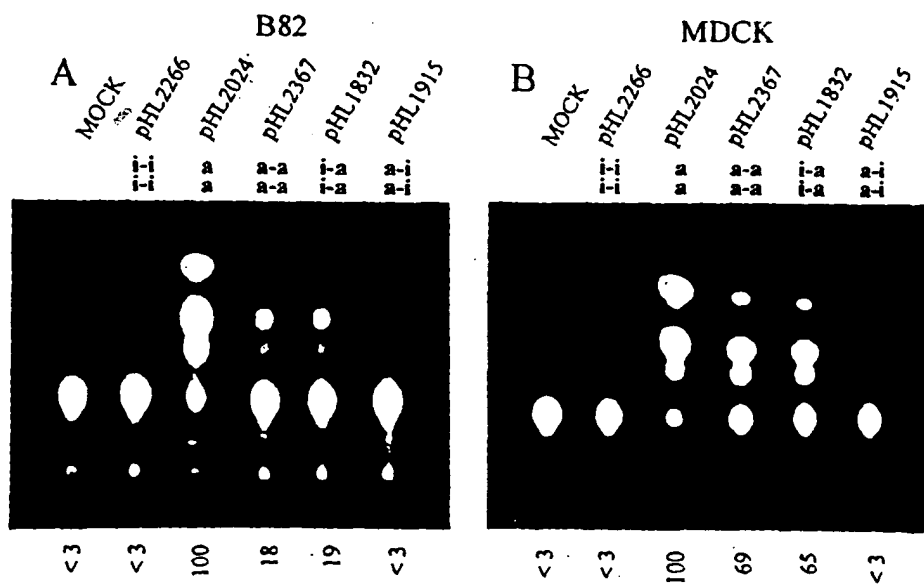 B82
A
MOCK pHL2266 pHL2024 pHL2367 pHL1832 pHL1915
i-i a a-a i-a a-i
i-i a a-a i-a a-i
< 3 < 3 100 18 19 < 3
MDCK
B
MOCK pHL2266 pHL2024 pHL2367 pHL1832 pHL1915
i-i a a-a i-a a-i
i-i a a-a i-a a-i
< 3 < 3 100 69 65 < 3